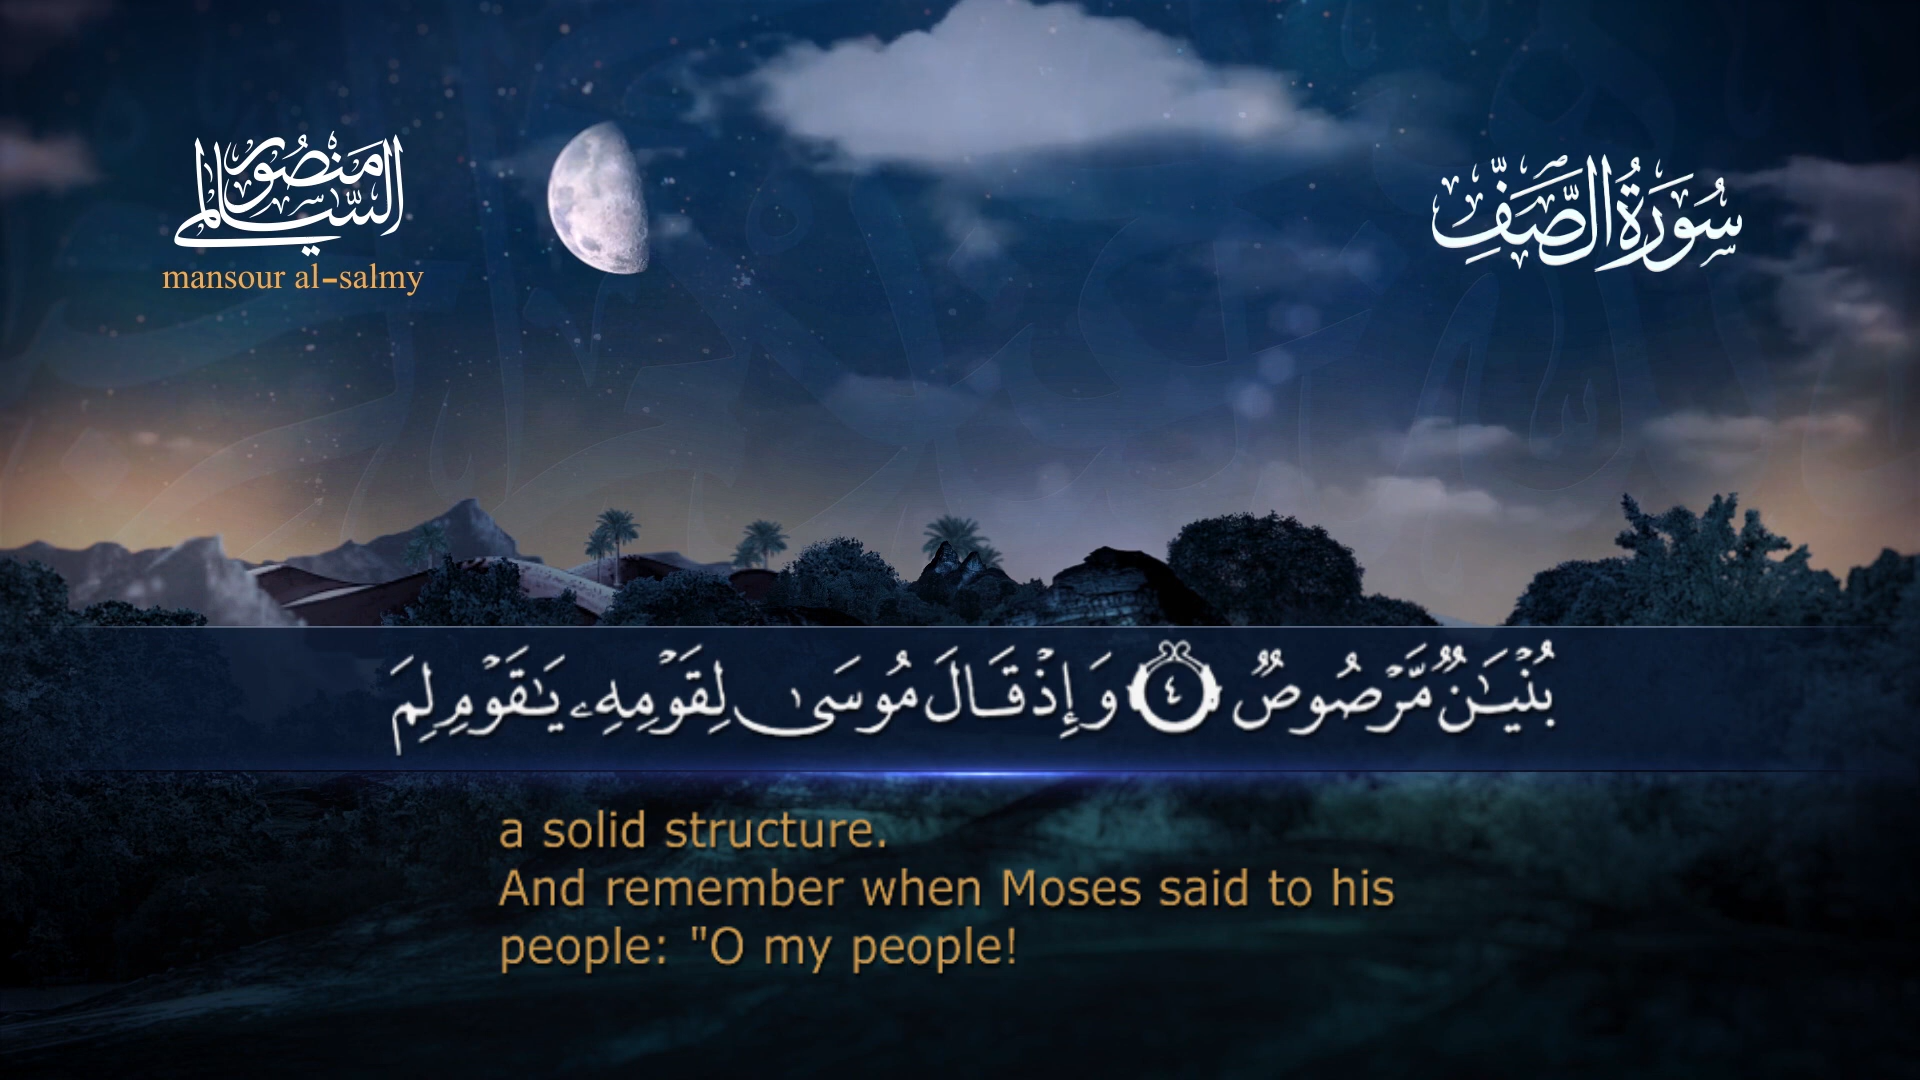 منصور
السالمي
mansour al-salmy
سُورَةُ الصَّفِّ
بُنْيَـٰنٌ مَّرْصُوصٌ ٤ وَإِذْ قَالَ مُوسَىٰ لِقَوْمِهِۦ يَـٰقَوْمِ لِمَ
a solid structure.
And remember when Moses said to his
people: "O my people!